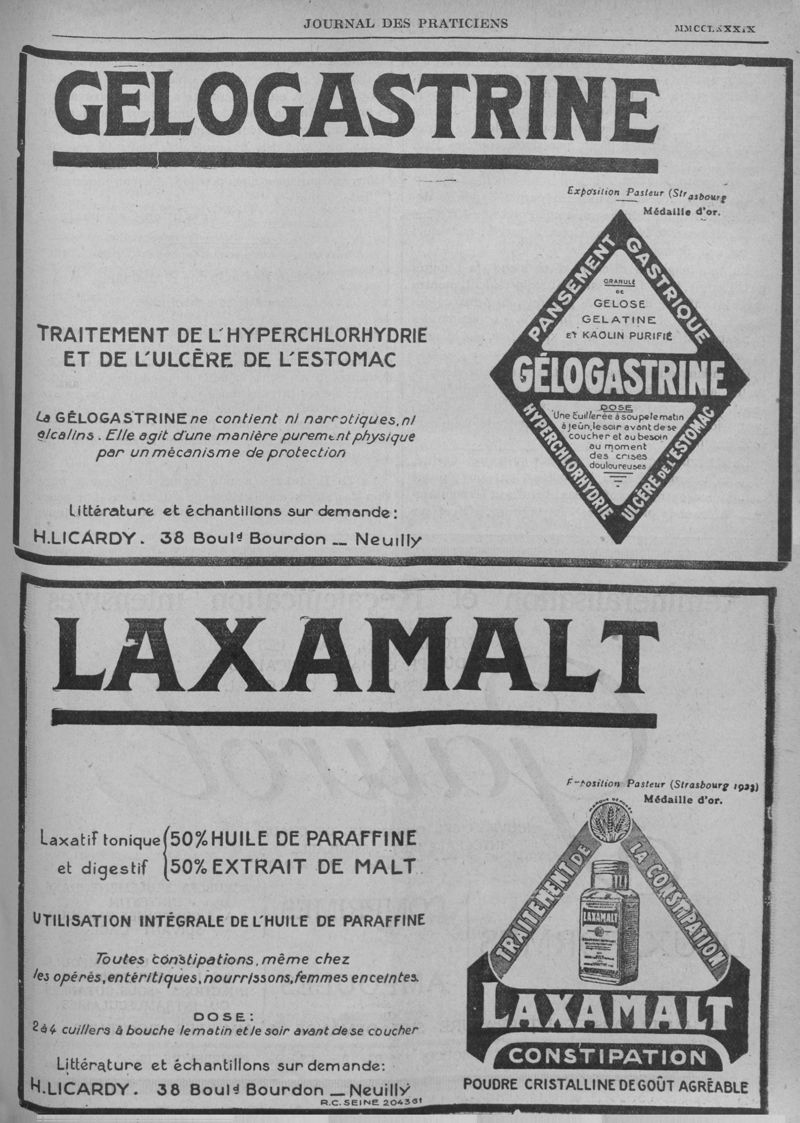 JOURNAL DES PRATICIENS
GÉLOGASTRINE
Exposition Pasteur (Strasbourg
Médaille d'or.
PANSEMENT GASTRIQUE
GRANULÉ
DE
GELOSE
GELATINE
ET KAOLIN PURIFIÉ
GÉLOGASTRINE
DOSE
Une Cuillerée à soupe le matin
à jeûn, le soir avant de se
coucher et au besoin
au moment
des crises
douloureuses
HYPERCHLORHYDRIE
ULCÈRE DE L'ESTOMAC
TRAITEMENT DE L'HYPERCHLORHYDRIE
ET DE L'ULCÈRE DE L'ESTOMAC
La GÉLOGASTRINE ne contient ni narcotiques, ni
alcalins. Elle agit d'une manière purement physique
par un mécanisme de protection
Littérature et échantillons sur demande:
H. LICARDY. 38 Bould Bourdon _ Neuilly
LAXAMALT
Exposition Pasteur (Strasbourg 1923)
Médaille d'or.
MARQUE DÉPOSÉE
TRAITEMENT DE LA CONSTIPATION
LAXAMALT
LAXAMALT
CONSTIPATION
POUDRE CRISTALLINE DE GOÛT AGRÉABLE
Laxatif tonique { 50% HUILE DE PARAFFINE
et digestif { 50% EXTRAIT DE MALT
UTILISATION INTÉGRALE DE L'HUILE DE PARAFFINE
Toutes constipations, même chez
les opérés, entéritiques, nourrissons, femmes enceintes.
DOSE:
2 à 4 cuillers à bouche le matin et le soir avant de se coucher
Littérature et échantillons sur demande:
H. LICARDY. 38 Bould Bourdon _ Neuilly
R.C. SEINE 204361